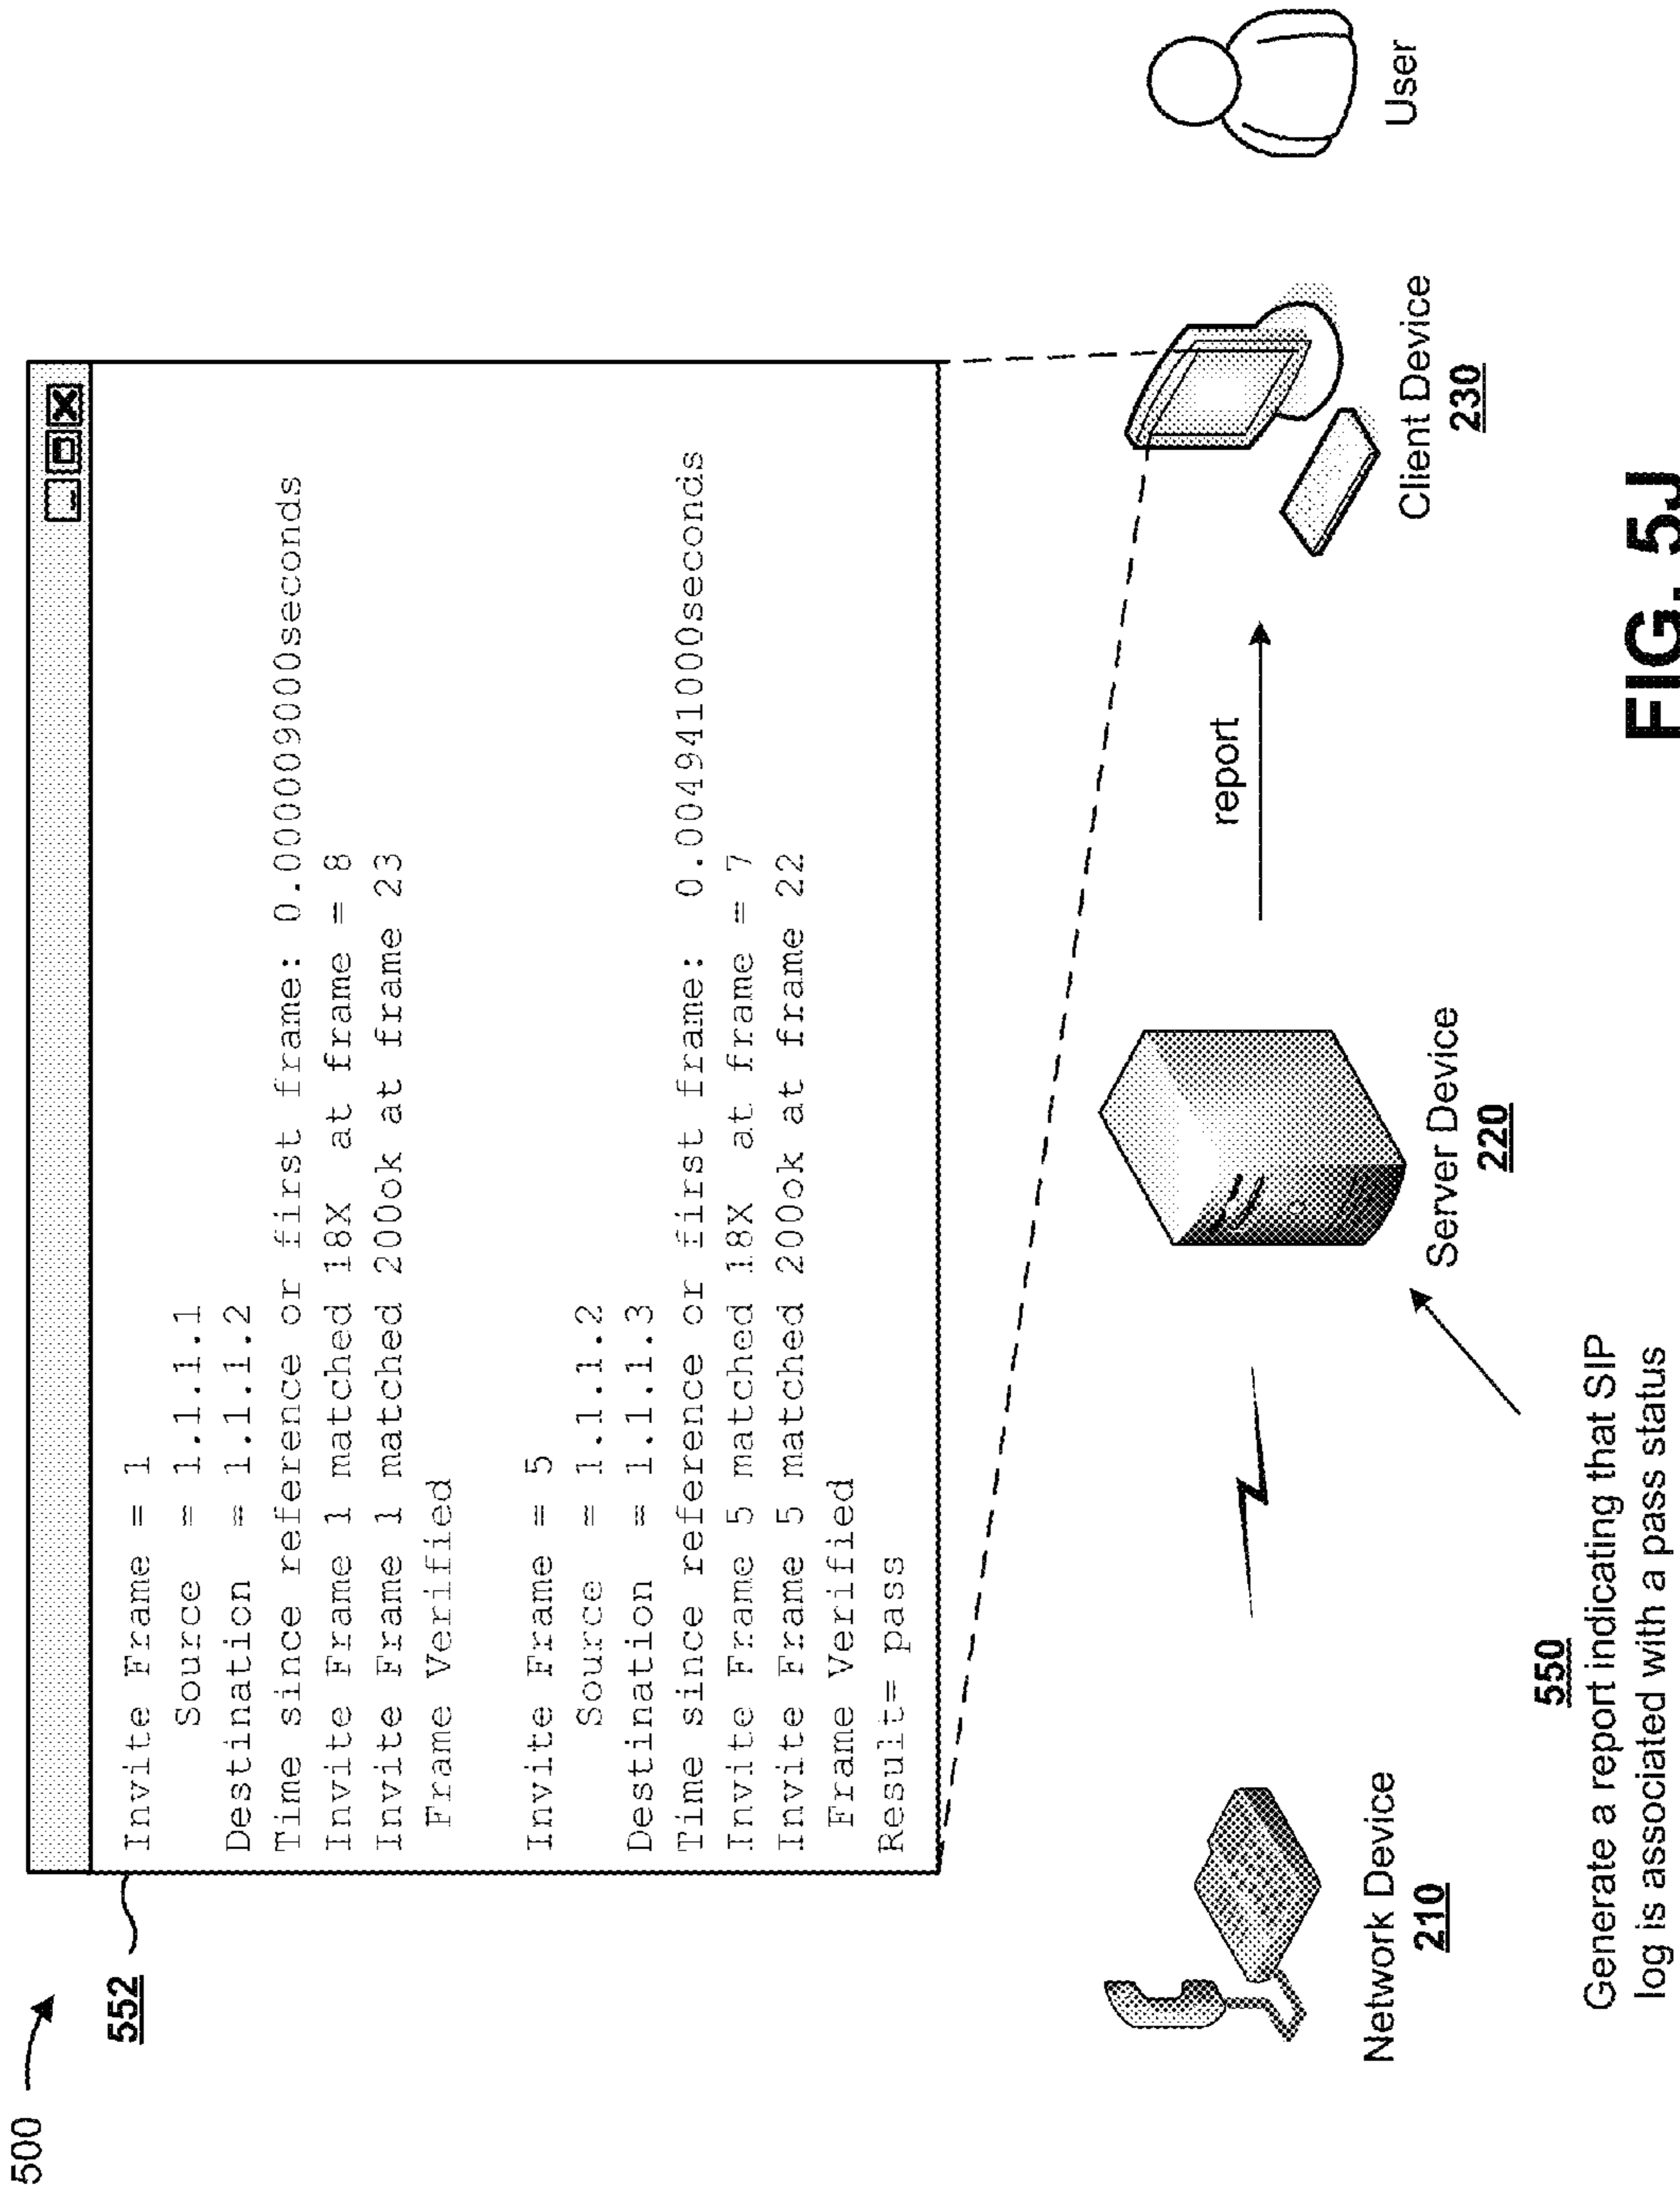 500
552
Invite Frame = 1
Source = 1.1.1.1
Destination = 1.1.1.2
Time since reference or first frame: 0.000009000seconds
Invite Frame 1 matched 18X at frame = 8
Invite Frame 1 matched 200ok at frame 23
Frame Verified
Invite Frame = 5
Source = 1.1.1.2
Destination = 1.1.1.3
Time since reference or first frame: 0.004941000seconds
Invite Frame 5 matched 18X at frame = 7
Invite Frame 5 matched 200ok at frame 22
Frame Verified
Result= pass
Network Device
210
Server Device
220
report
Client Device
230
User
550
Generate a report indicating that SIP
log is associated with a pass status
FIG. 5J